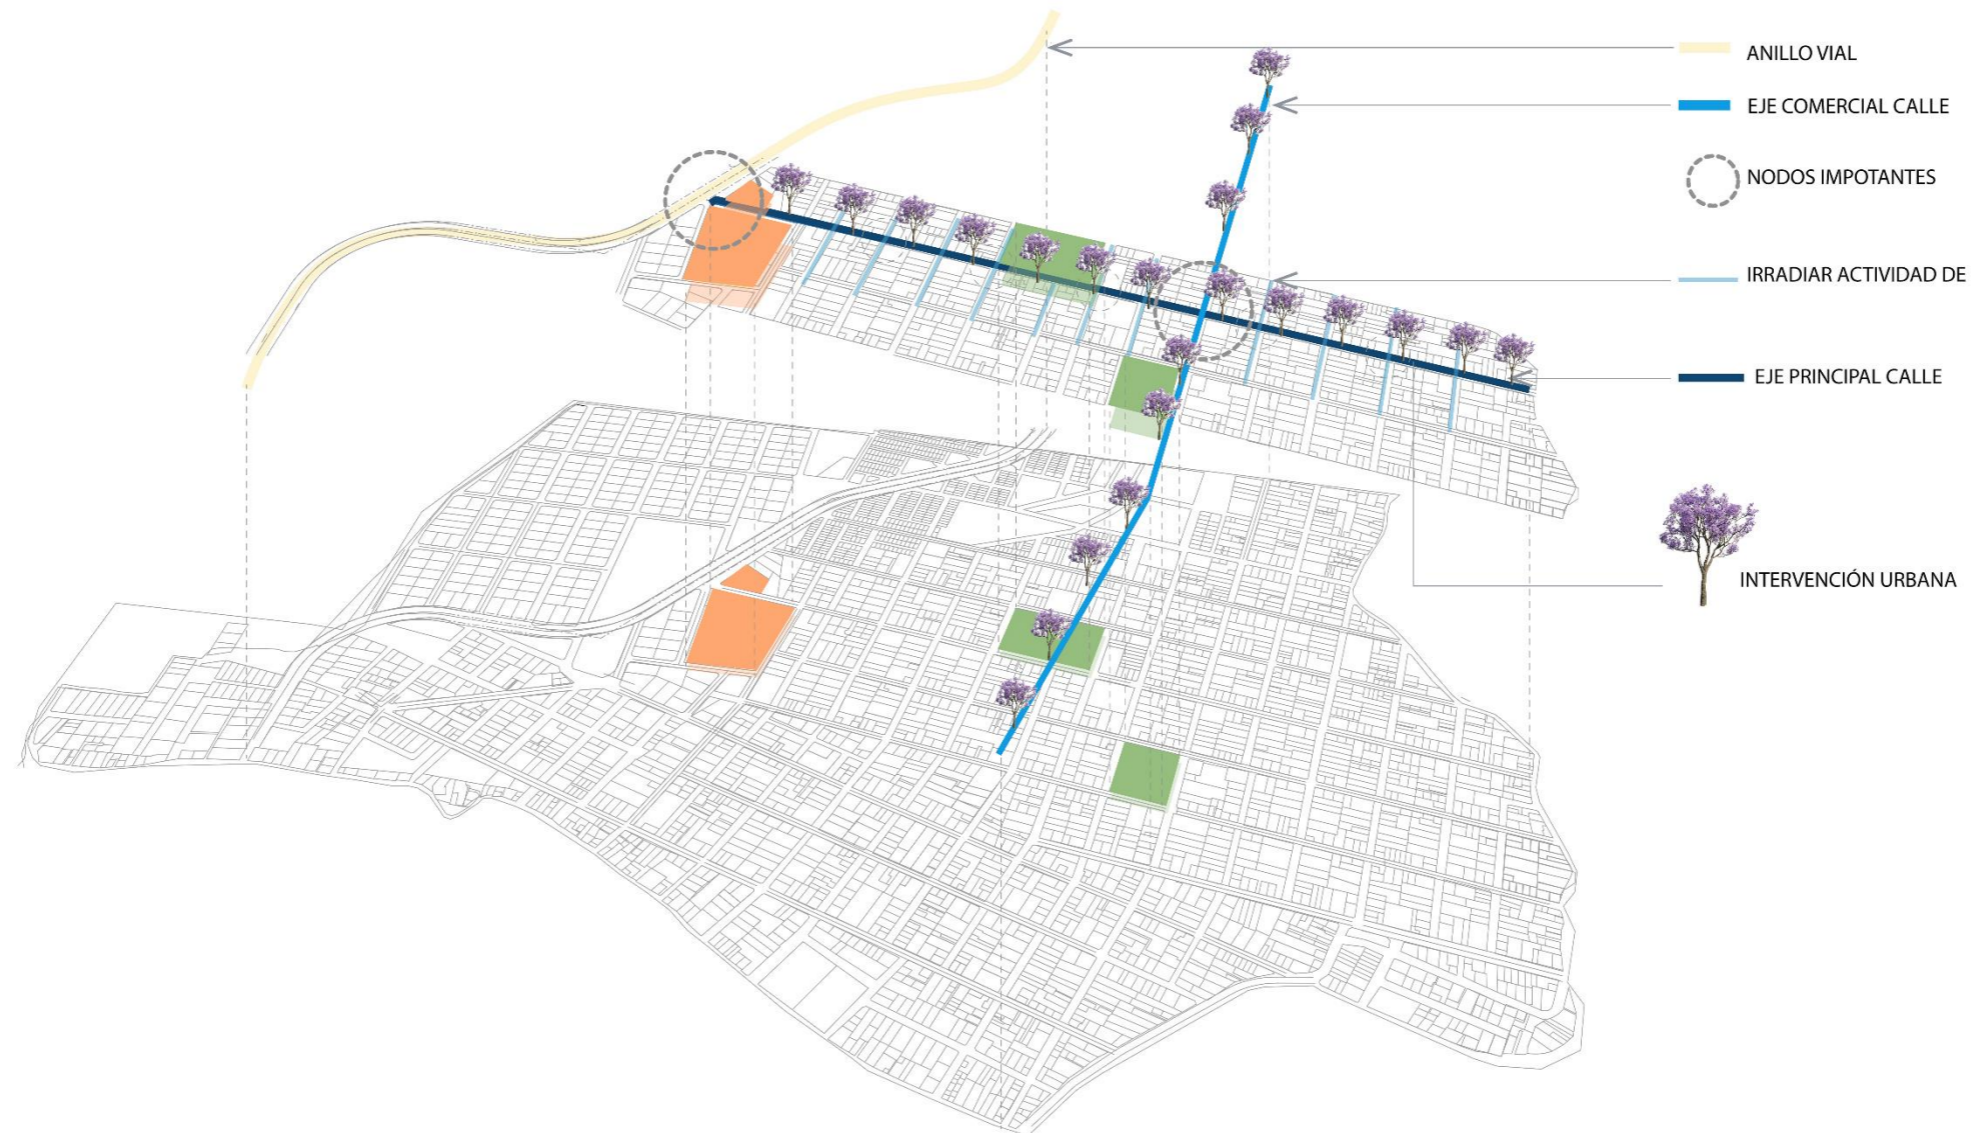 ANILLO VIAL
EJE COMERCIAL CALLE
NODOS IMPOTANTES
IRRADIAR ACTIVIDAD DE
EJE PRINCIPAL CALLE
INTERVENCIÓN URBANA